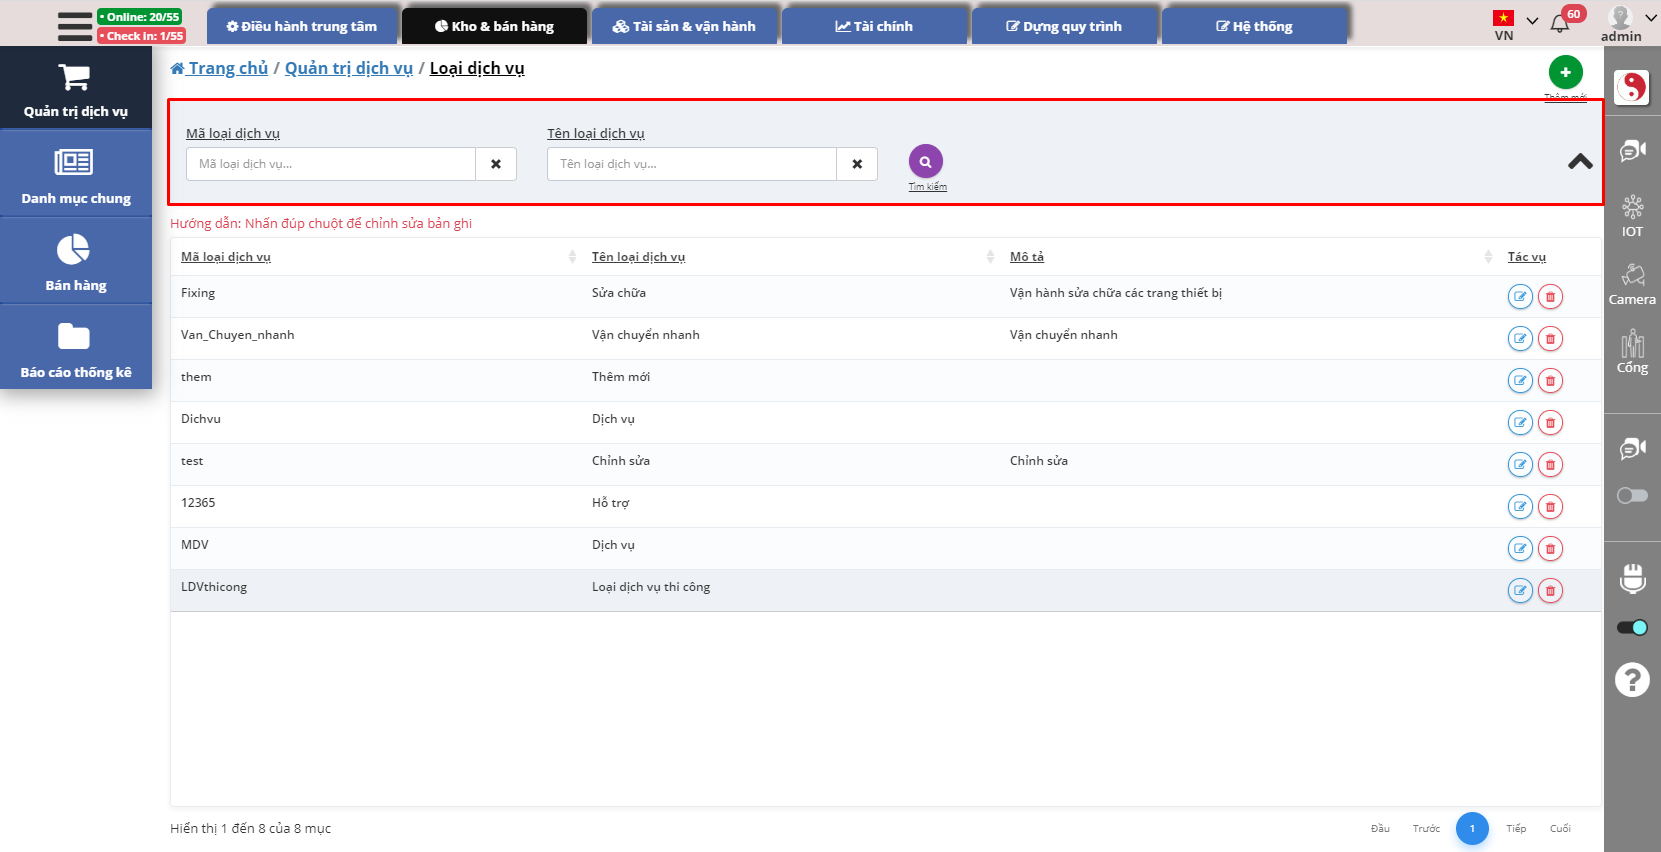 • Online: 20/55
• Check In: 1/55
Điều hành trung tâm
Kho & bán hàng
Tài sản & vận hành
Tài chính
Dựng quy trình
Hệ thống
VN
60
admin
Quản trị dịch vụ
Danh mục chung
Bán hàng
Báo cáo thống kê
Trang chủ / Quản trị dịch vụ / Loại dịch vụ
Thêm mới
Mã loại dịch vụ
Tên loại dịch vụ
Mã loại dịch vụ...
Tên loại dịch vụ...
Tìm kiếm
Hướng dẫn: Nhấn đúp chuột để chỉnh sửa bản ghi
Mã loại dịch vụ Tên loại dịch vụ Mô tả Tác vụ
Fixing Sửa chữa Vận hành sửa chữa các trang thiết bị
Van_Chuyen_nhanh Vận chuyển nhanh Vận chuyển nhanh
them Thêm mới
Dichvu Dịch vụ
test Chỉnh sửa Chỉnh sửa
12365 Hỗ trợ
MDV Dịch vụ
LDVthicong Loại dịch vụ thi công
Hiển thị 1 đến 8 của 8 mục
Đầu Trước 1 Tiếp Cuối
IOT
Camera
Cổng